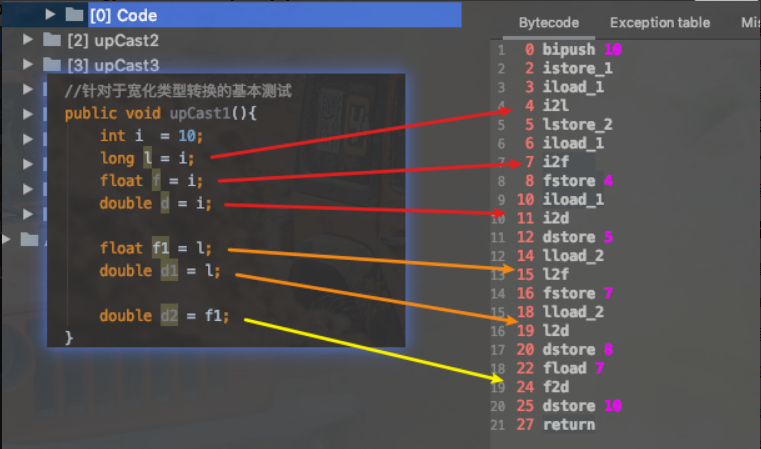 [0] Code
[2] upCast2
[3] upCast3
//针对于宽化类型转换的基本测试
public void upCast1(){
int i  = 10;
long l = i;
float f = i;
double d = i;
float f1 = l;
double d1 = l;
double d2 = f1;
}
Bytecode Exception table Mis
1 0 bipush 10
2 2 istore_1
3 3 iload_1
4 4 i2l
5 5 lstore_2
6 6 iload_1
7 7 i2f
8 8 fstore 4
9 10 iload_1
10 11 i2d
11 12 dstore 5
12 14 lload_2
13 15 l2f
14 16 fstore 7
15 18 lload_2
16 19 l2d
17 20 dstore 8
18 22 fload 7
19 24 f2d
20 25 dstore 10
21 27 return